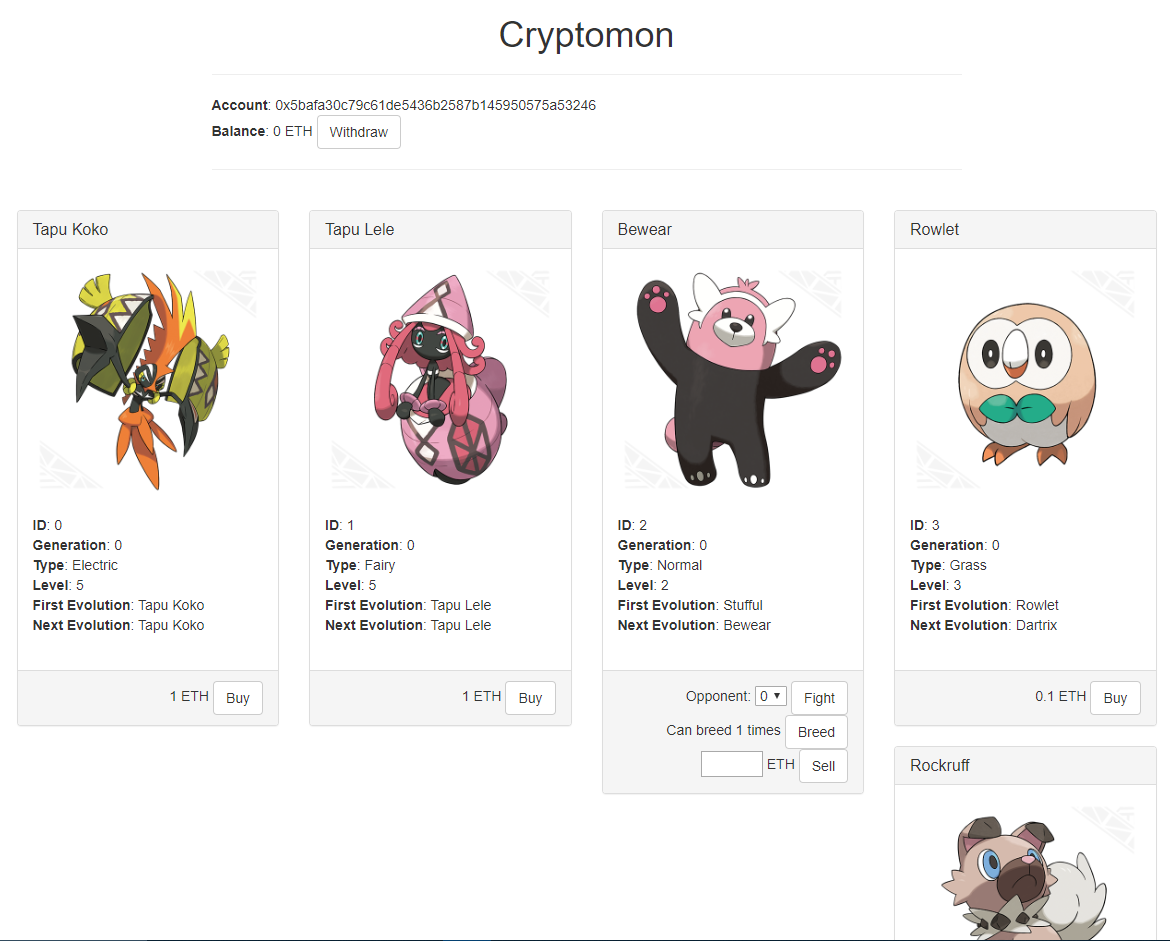 Cryptomon
Account: 0x5bafa30c79c61de5436b2587b145950575a53246
Balance: 0 ETH Withdraw
Tapu Koko
ID: 0
Generation: 0
Type: Electric
Level: 5
First Evolution: Tapu Koko
Next Evolution: Tapu Koko
1 ETH Buy
Tapu Lele
ID: 1
Generation: 0
Type: Fairy
Level: 5
First Evolution: Tapu Lele
Next Evolution: Tapu Lele
1 ETH Buy
Bewear
ID: 2
Generation: 0
Type: Normal
Level: 2
First Evolution: Stufful
Next Evolution: Bewear
Opponent: 0 Fight
Can breed 1 times Breed
ETH Sell
Rowlet
ID: 3
Generation: 0
Type: Grass
Level: 3
First Evolution: Rowlet
Next Evolution: Dartrix
0.1 ETH Buy
Rockruff